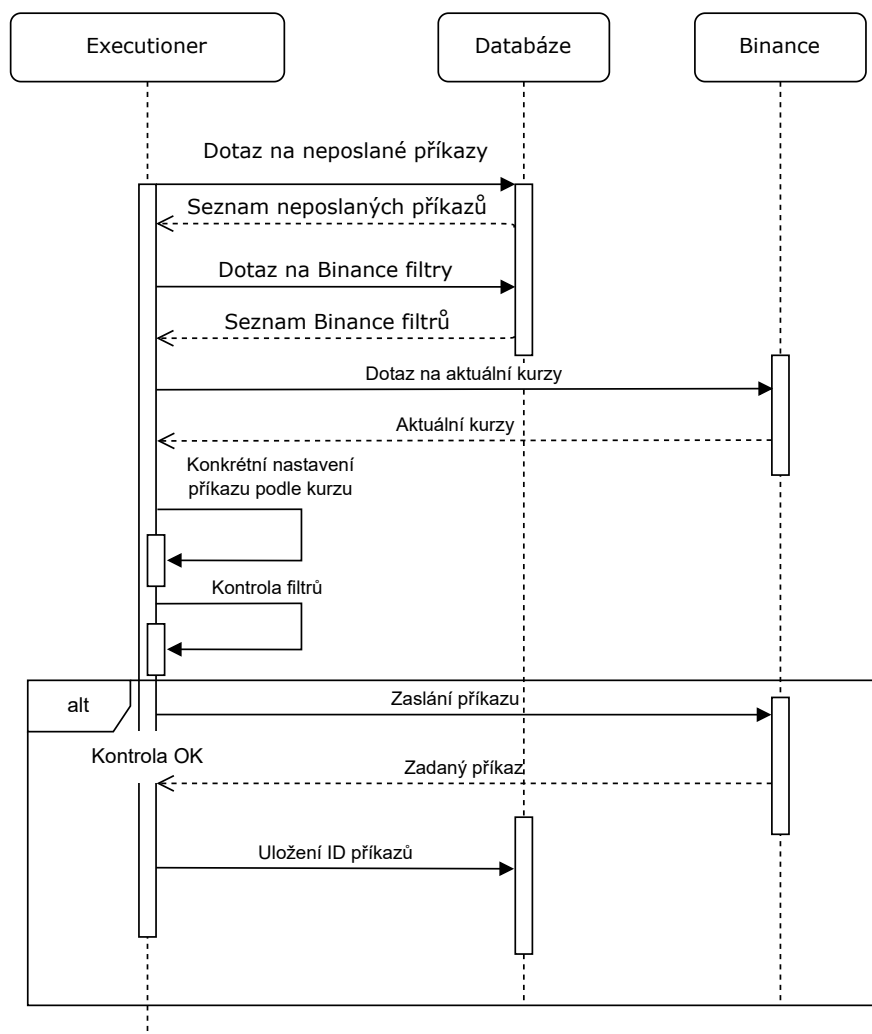 Executioner
Databáze
Binance
Dotaz na neposlané příkazy
Seznam neposlaných příkazů
Dotaz na Binance filtry
Seznam Binance filtrů
Dotaz na aktuální kurzy
Aktuální kurzy
Konkrétní nastavení
příkazu podle kurzu
Kontrola filtrů
alt
Zaslání příkazu
Kontrola OK
Zadaný příkaz
Uložení ID příkazů